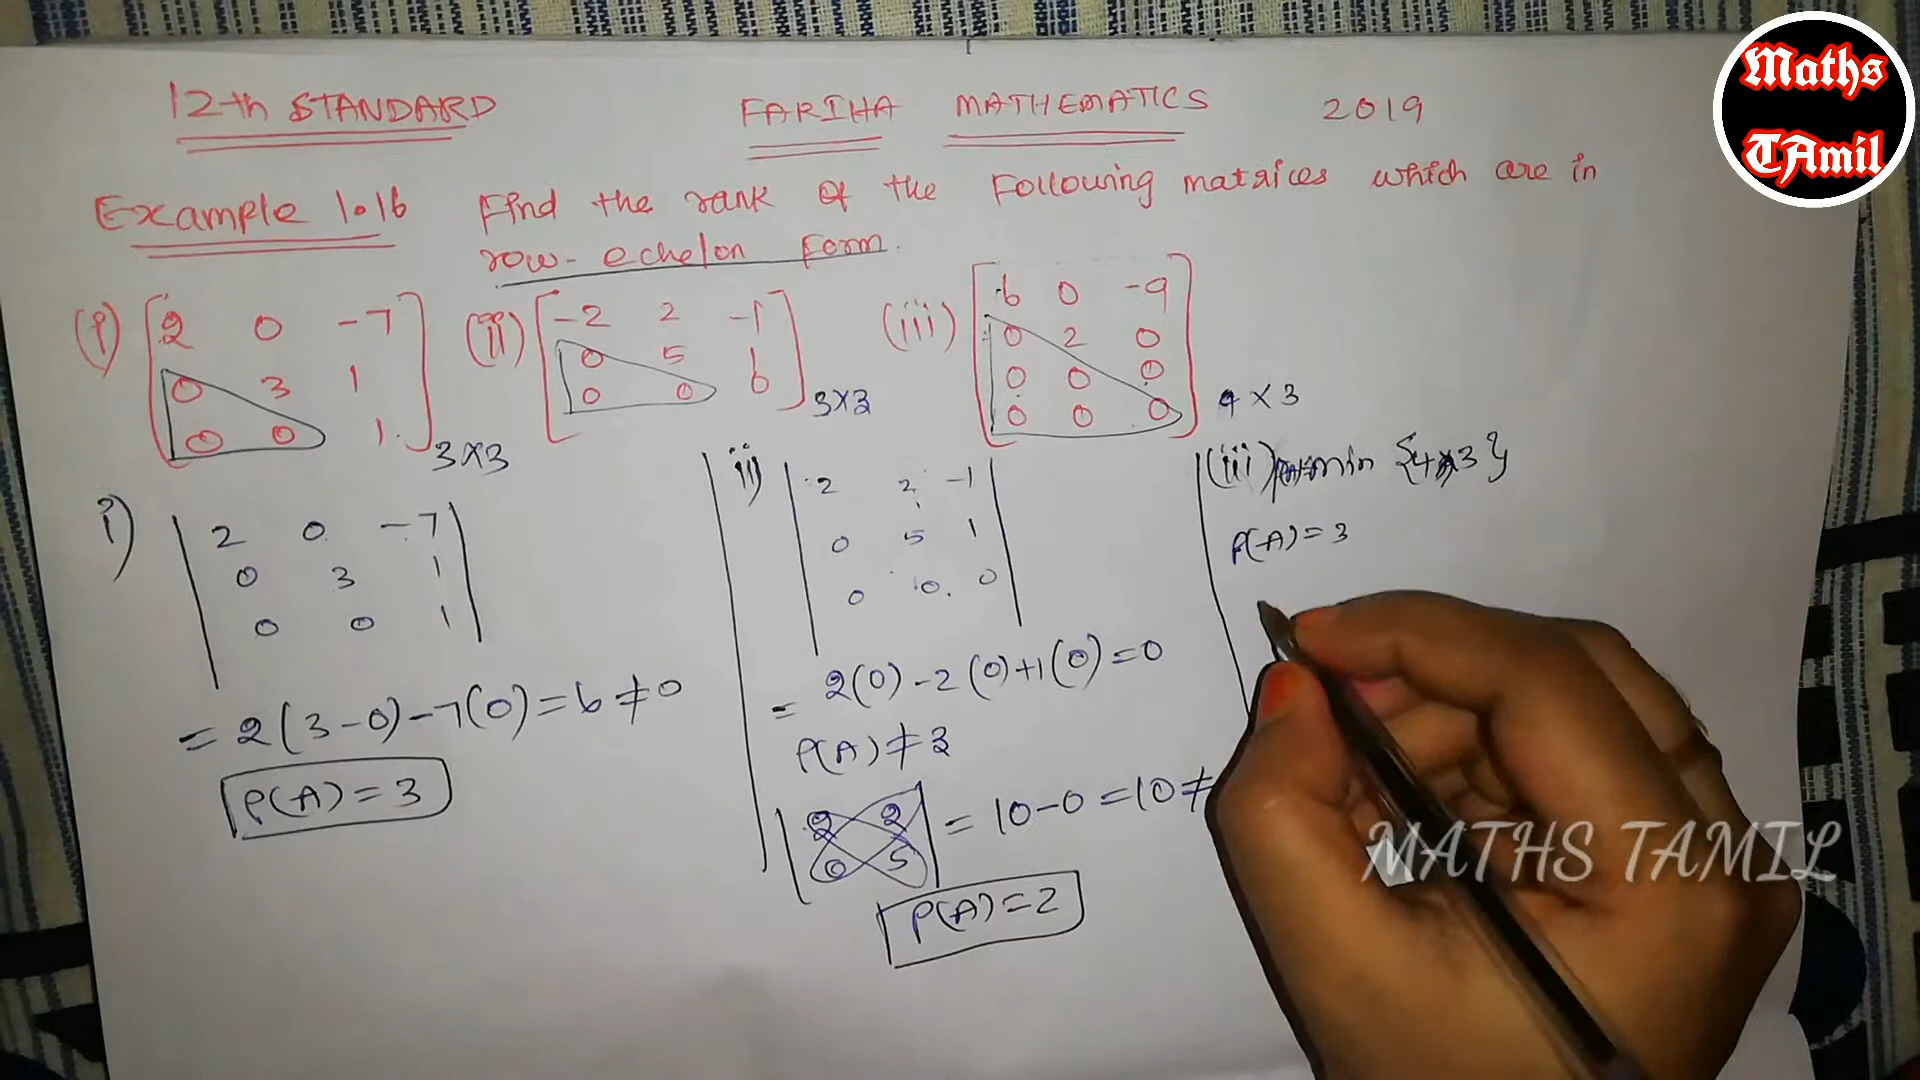 Maths
TAmil
12th STANDARD FARIHA MATHEMATICS 2019
Example 1.16 Find the rank of the Following matrices which are in
row-echelon form.
(i) [2 0 -7] (ii) [-2 2 -1] (iii) [6 0 -9]
0 3 1 0 5 1 0 2 0
0 0 1 0 0 6 0 0 0
0 0 0
3×3 3×3 4×3
i) |2 0 -7| ii) |2 2 -1| (iii) min {4×3}
0 3 1 0 5 1 P(A)=3
0 0 1 0 0 0
= 2(3-0)-7(0)=6≠0 = 2(0)-2(0)+1(0)=0
P(A)=3 P(A)≠3
|2 2| = 10-0=10≠
0 5
P(A)=2
MATHS TAMIL